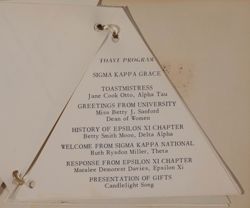 TOAST PROGRAM
SIGMA KAPPA GRACE
TOASTMISTRESS
Jane Cook Otto, Alpha Tau
GREETINGS FROM UNIVERSITY
Miss Betty J. Sanford
Dean of Women
HISTORY OF EPSILON XI CHAPTER
Betty Smith Moon, Delta Alpha
WELCOME FROM SIGMA KAPPA NATIONAL
Ruth Ryndon Miller, Theta
RESPONSE FROM EPSILON XI CHAPTER
Maralee Demorest Davies, Epsilon Xi
PRESENTATION OF GIFTS
Candlelight Song